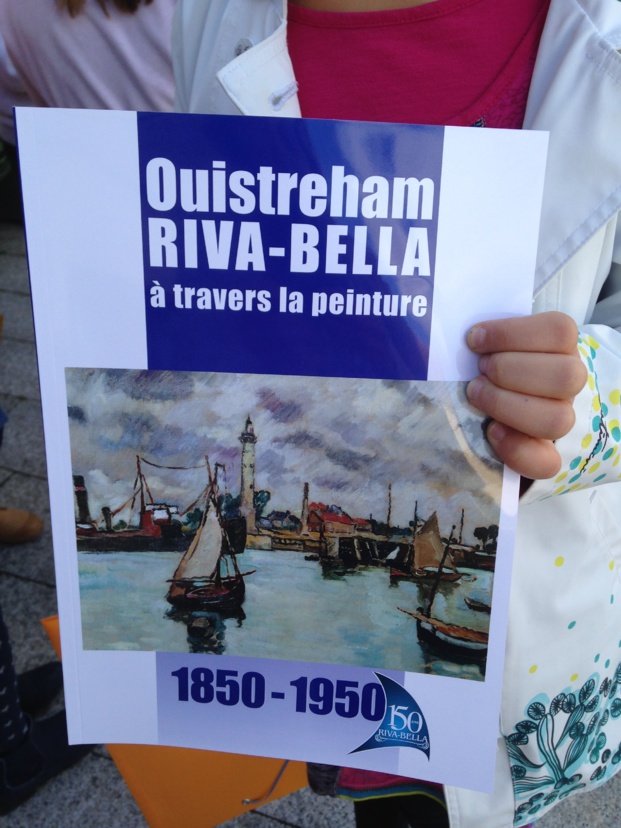 Ouistreham
RIVA-BELLA
à travers la peinture
1850-1950
150
RIVA-BELLA